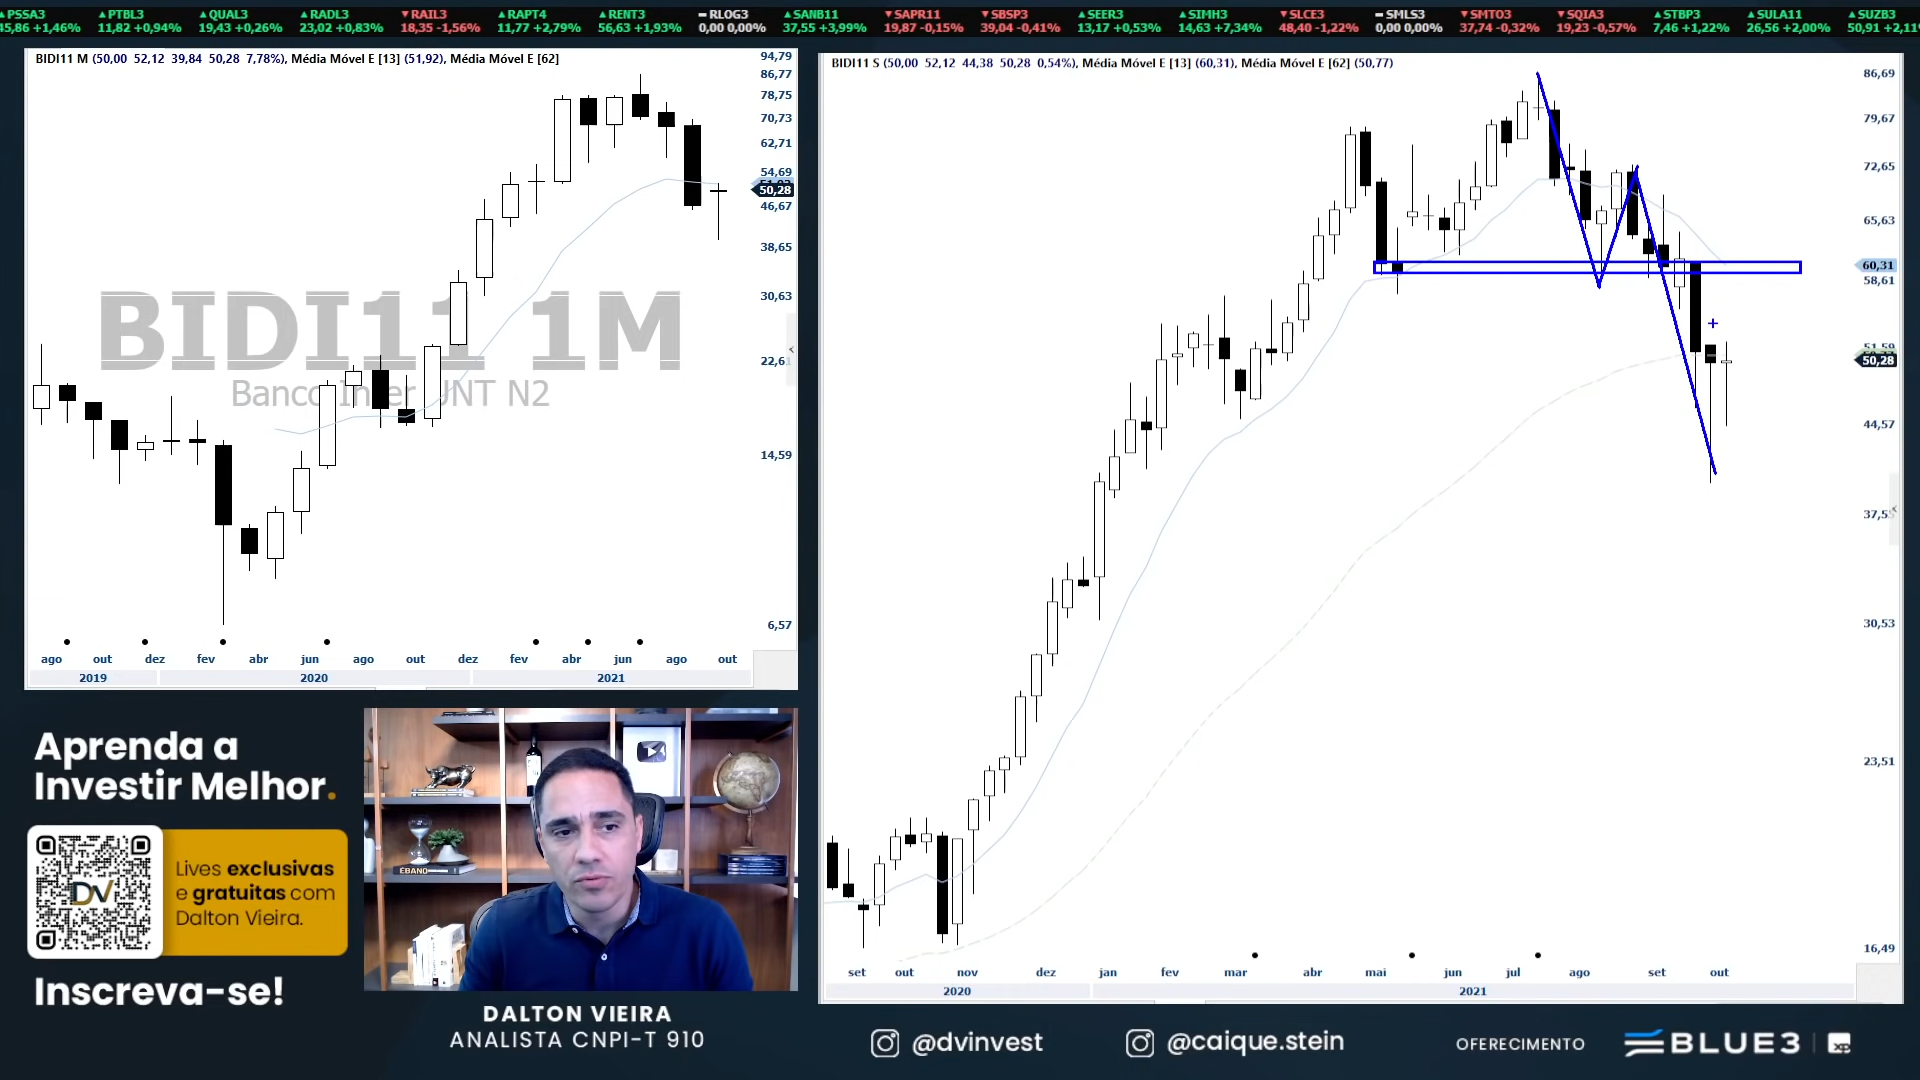 PSSA3 PTBL3 QUAL3 RADL3 RAIL3 RAPT4 RENT3 RLOG3 SANB11 SAPR11 SBSP3 SEER3 SIMH3 SLCE3 SMLS3 SMTO3 SQIA3 STBP3 SULA11 SUZB3
45,86 +1,46% 11,82 +0,94% 19,43 +0,26% 23,02 +0,83% 18,35 -1,56% 11,77 +2,79% 56,63 +1,93% 0,00 0,00% 37,55 +3,99% 19,87 -0,15% 39,04 -0,41% 13,17 +0,53% 14,63 +7,34% 48,40 -1,22% 0,00 0,00% 37,74 -0,32% 19,23 -0,57% 7,46 +1,22% 26,56 +2,00% 50,91 +2,11
BIDI11 M (50,00 52,12 39,84 50,28 7,78%), Média Móvel E [13] (51,92), Média Móvel E [62]
94,79
86,77
78,75
70,73
62,71
54,69
50,28
46,67
38,65
30,63
22,61
14,59
6,57
BIDI11 1M
Banco Inter UNT N2
ago out dez fev abr jun ago out dez fev abr jun ago out
2019 2020 2021
BIDI11 S (50,00 52,12 44,38 50,28 0,54%), Média Móvel E [13] (60,31), Média Móvel E [62] (50,77)
86,69
79,67
72,65
65,63
60,31
58,61
51,59
50,28
44,57
37,55
30,53
23,51
16,49
set out nov dez jan fev mar abr mai jun jul ago set out
2020 2021
Aprenda a
Investir Melhor.
DV
Lives exclusivas
e gratuitas com
Dalton Vieira.
Inscreva-se!
EBANO
DALTON VIEIRA
ANALISTA CNPI-T 910
@dvinvest
@caique.stein
OFERECIMENTO
BLUE3
xp